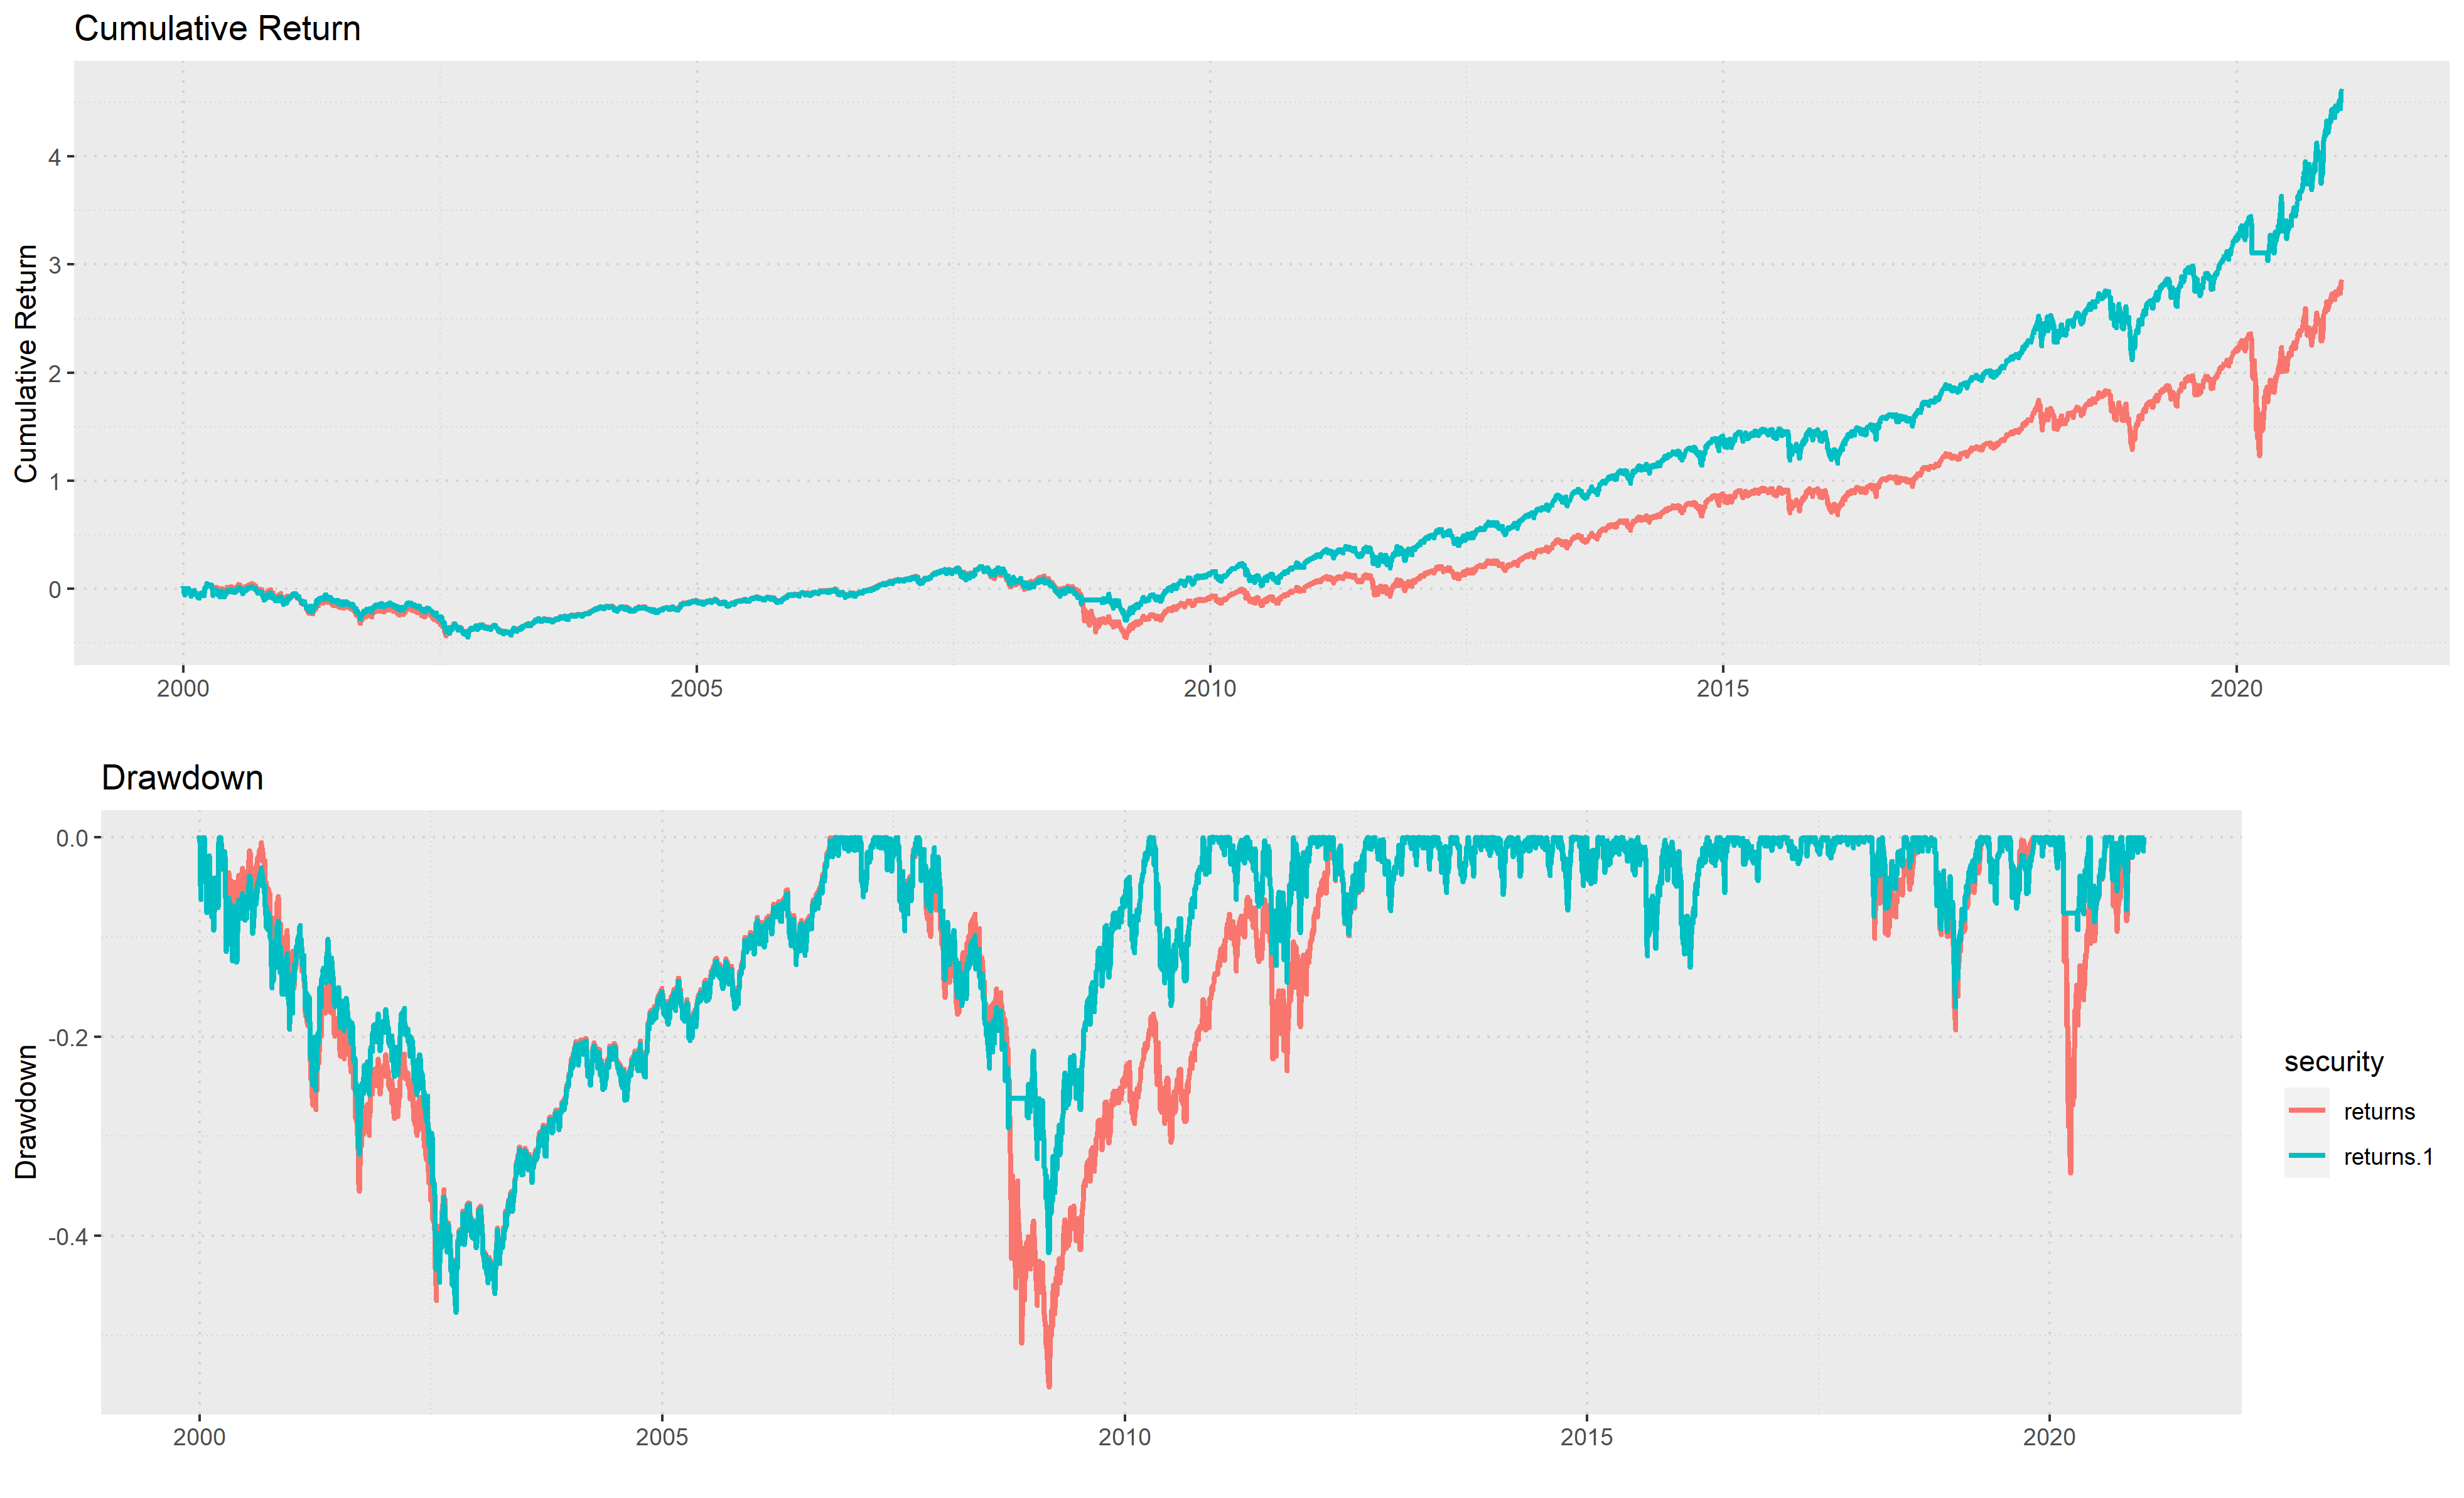 Cumulative Return
Cumulative Return
4
3
2
1
0
2000 2005 2010 2015 2020
Drawdown
Drawdown
0.0
-0.2
-0.4
2000 2005 2010 2015 2020
security
returns
returns.1